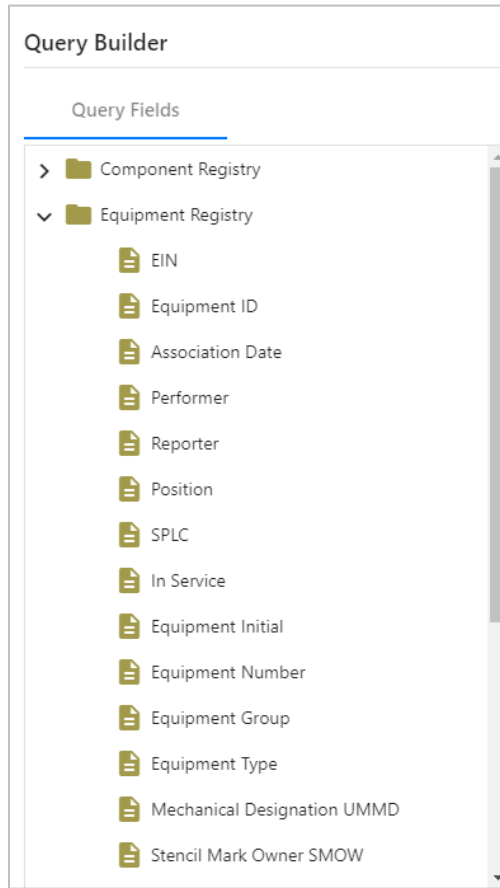 Query Builder
Query Fields
Component Registry
Equipment Registry
EIN
Equipment ID
Association Date
Performer
Reporter
Position
SPLC
In Service
Equipment Initial
Equipment Number
Equipment Group
Equipment Type
Mechanical Designation UMMD
Stencil Mark Owner SMOW